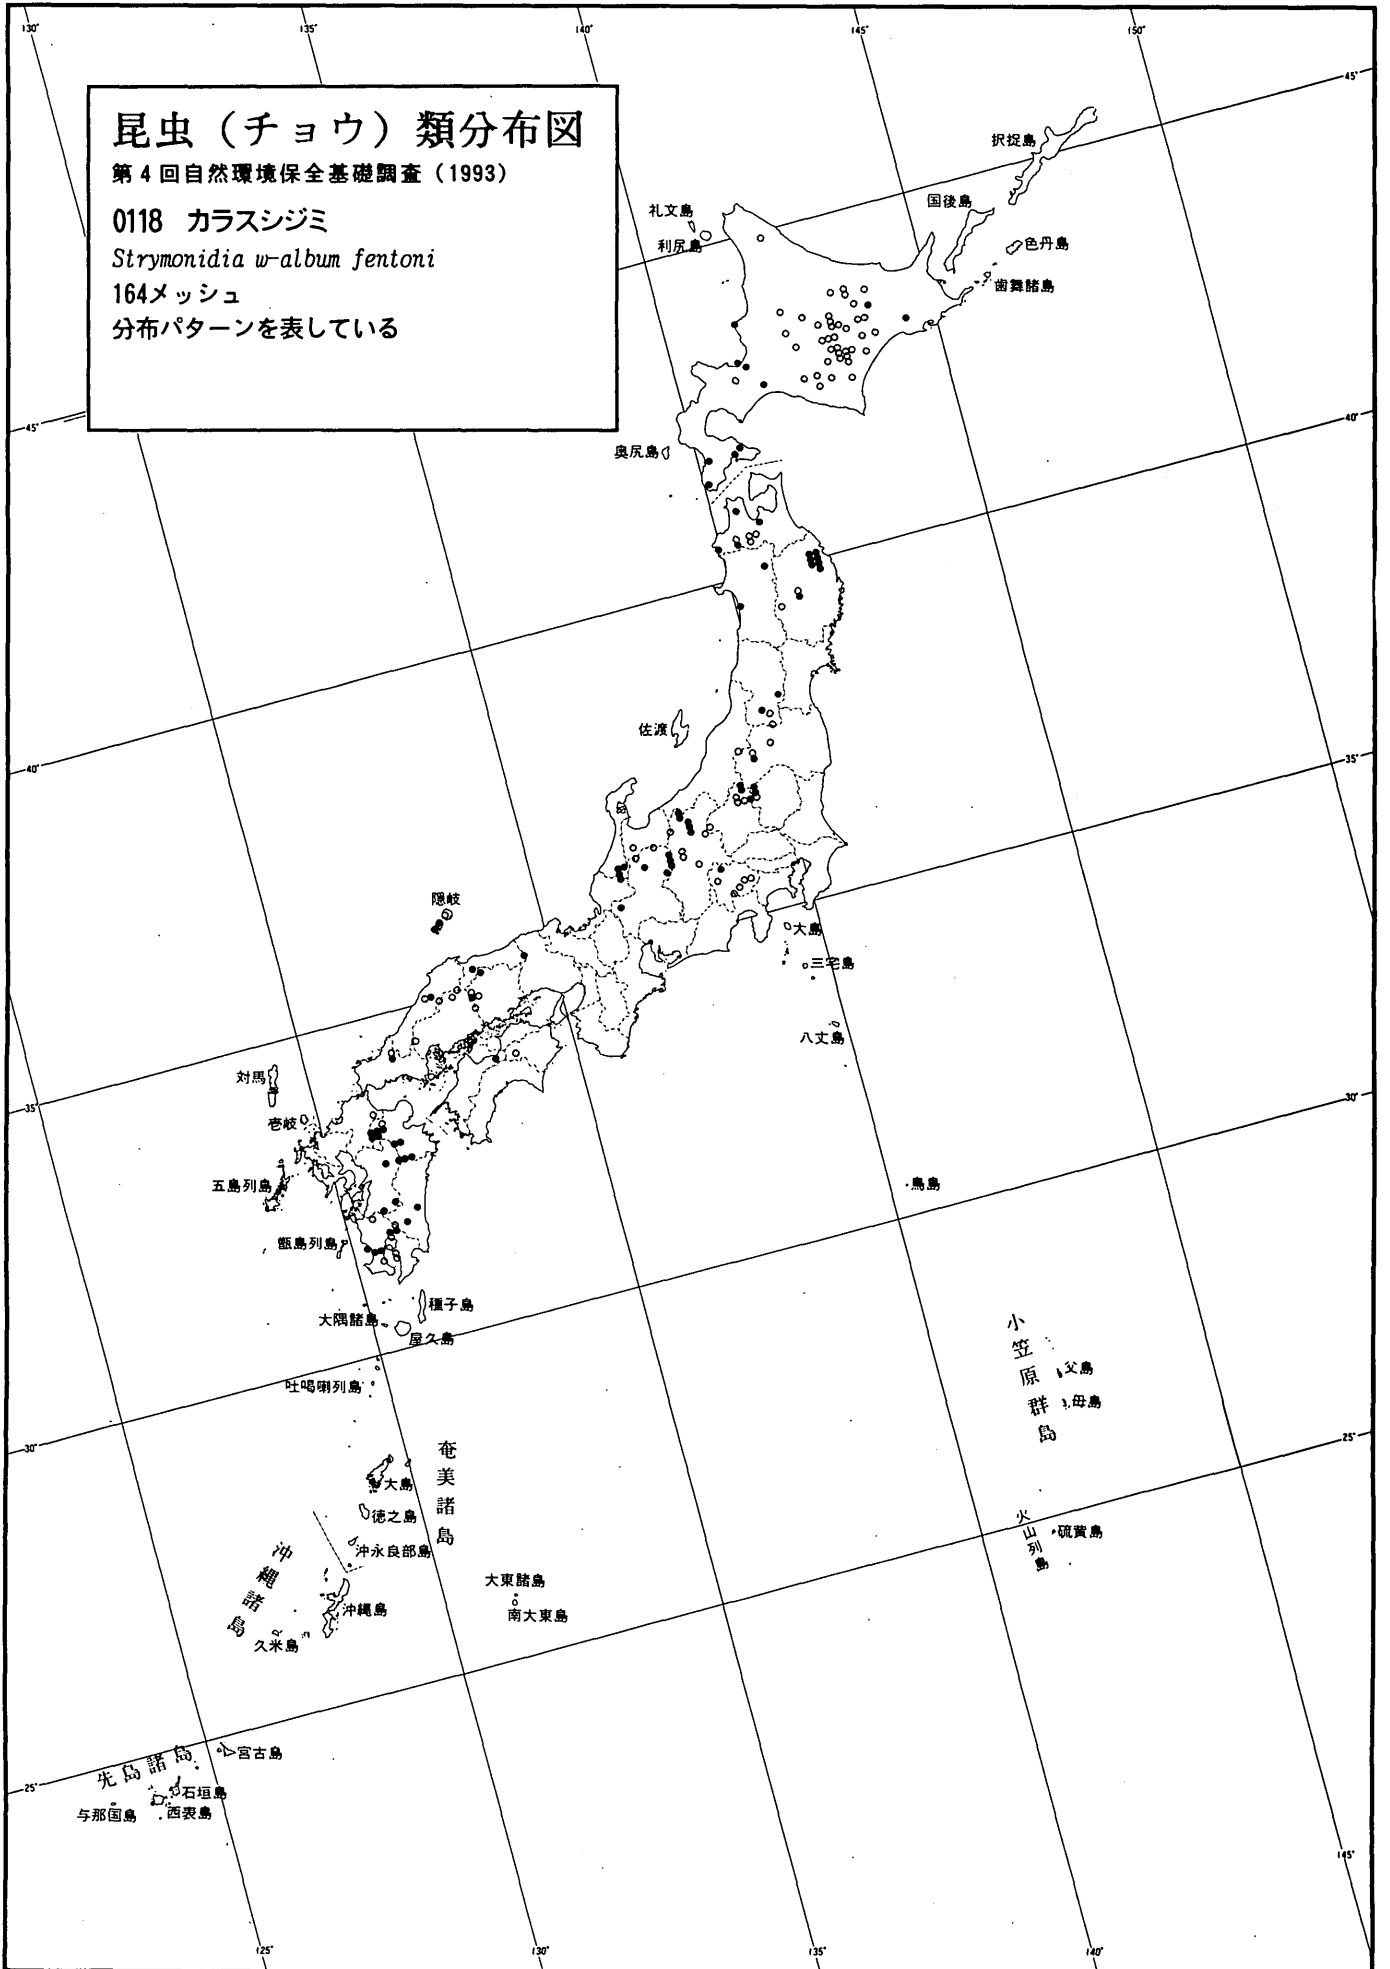 130°
135°
140°
145°
150°
昆虫（チョウ）類分布図
第4回自然環境保全基礎調査（1993）
0118 カラスシジミ
Strymonidia w-album fentoni
164メッシュ
分布パターンを表している
45°
択捉島
国後島
色丹島
歯舞諸島
礼文島
利尻島
45°
奥尻島
40°
佐渡
40°
35°
隠岐
大島
三宅島
八丈島
対馬
壱岐
35°
30°
五島列島
鳥島
甑島列島
種子島
大隅諸島
屋久島
吐喝喇列島
小笠原群島
父島
母島
30°
25°
奄美諸島
大島
徳之島
沖永良部島
火山列島
硫黄島
沖縄諸島
沖縄島
久米島
大東諸島
南大東島
先島諸島
宮古島
石垣島
西表島
与那国島
25°
145°
125°
130°
135°
140°